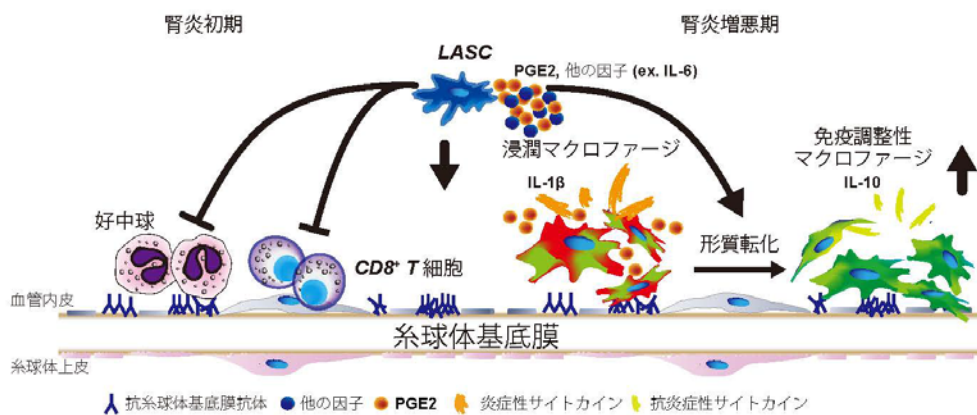 腎炎初期
腎炎増悪期
LASC
PGE2, 他の因子 (ex. IL-6)
浸潤マクロファージ
IL-1β
免疫調整性
マクロファージ
IL-10
好中球
CD8⁺ T 細胞
形質転化
血管内皮
糸球体基底膜
糸球体上皮
抗糸球体基底膜抗体
他の因子
PGE2
炎症性サイトカイン
抗炎症性サイトカイン